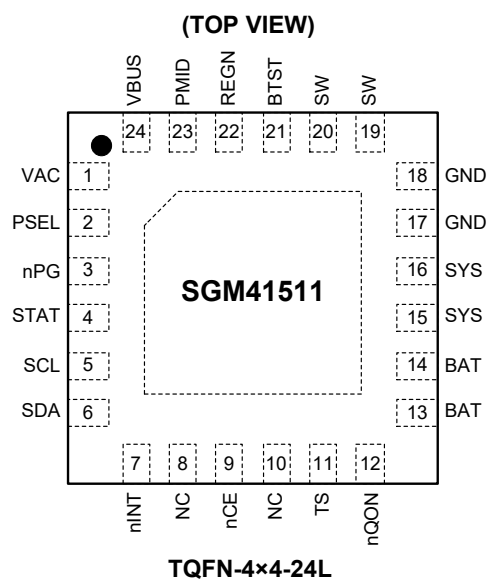 (TOP VIEW)
VBUS
PMID
REGN
BTST
SW
SW
24
23
22
21
20
19
VAC 1
PSEL 2
nPG 3
STAT 4
SCL 5
SDA 6
18 GND
17 GND
16 SYS
15 SYS
14 BAT
13 BAT
SGM41511
7
8
9
10
11
12
nINT
NC
nCE
NC
TS
nQON
TQFN-4×4-24L